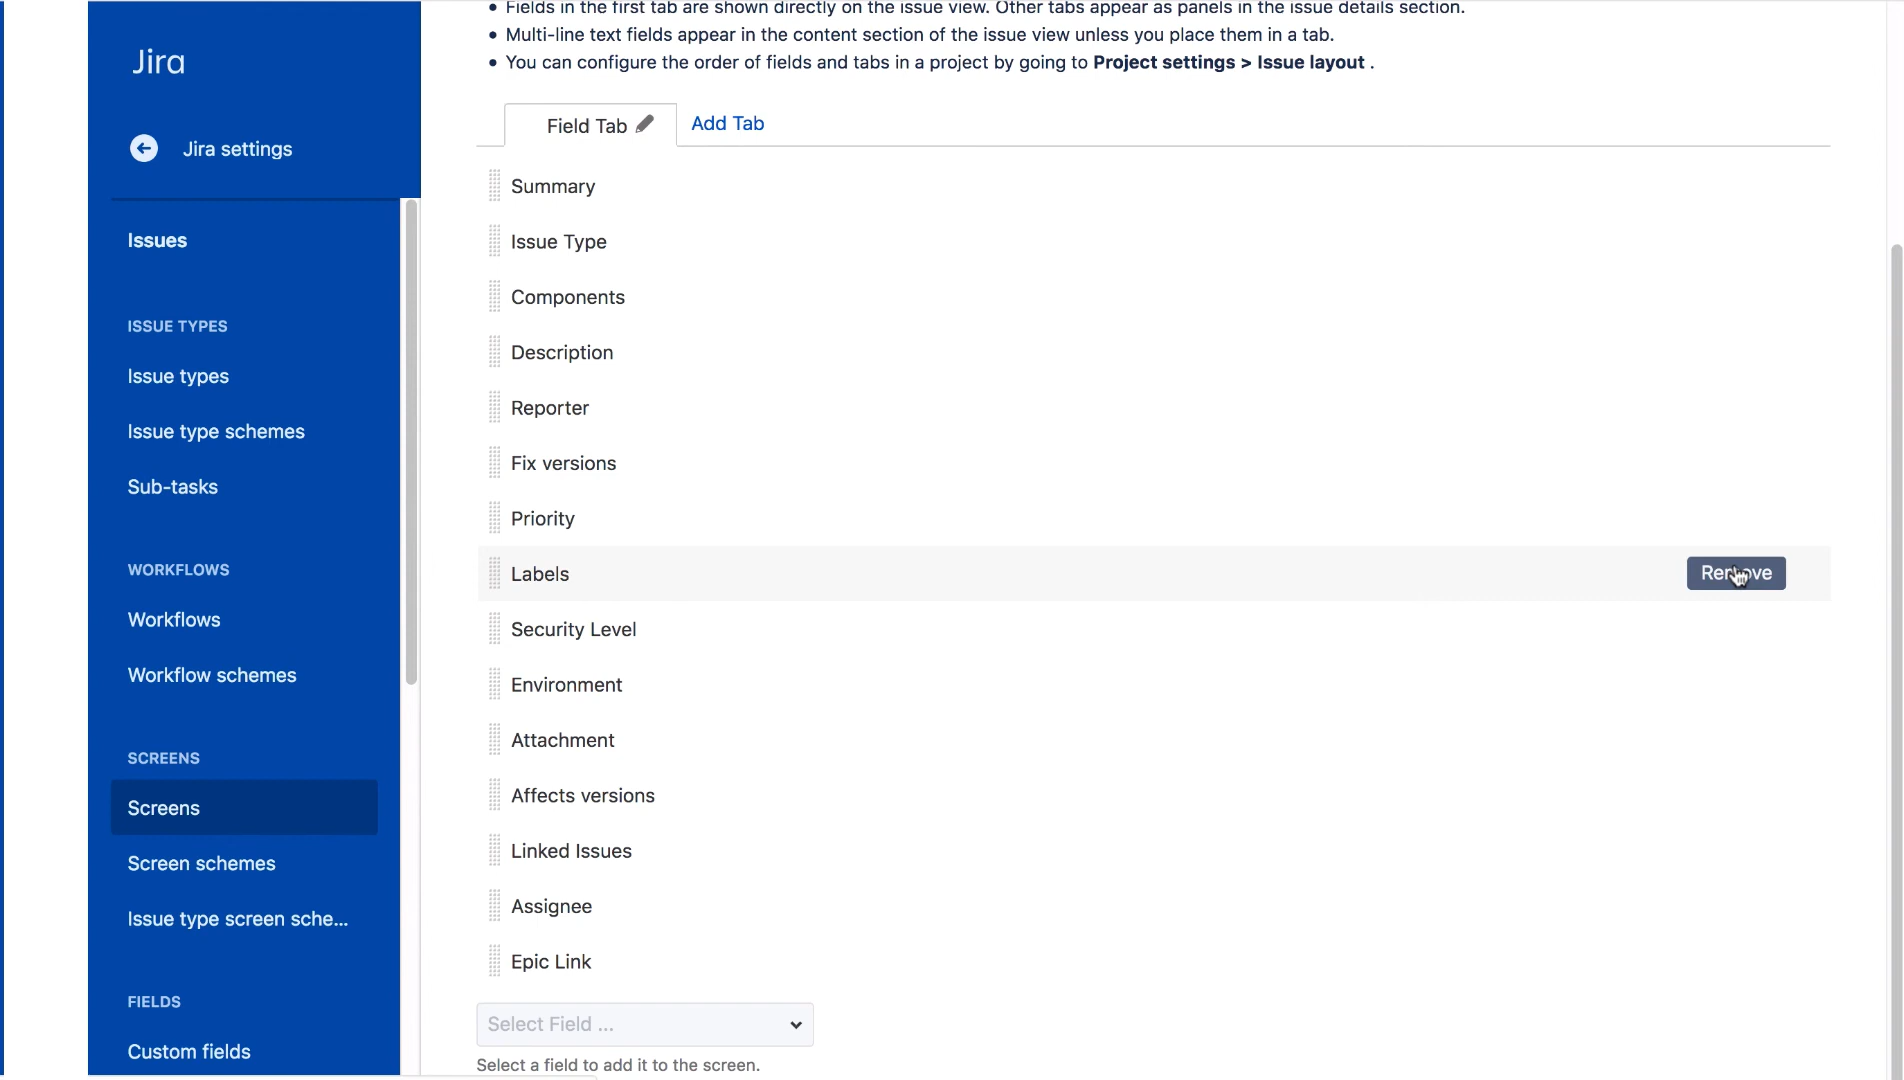 Fields in the first tab are shown directly on the issue view. Other tabs appear as panels in the issue details section.
Multi-line text fields appear in the content section of the issue view unless you place them in a tab.
You can configure the order of fields and tabs in a project by going to Project settings > Issue layout .
Jira
Jira settings
Issues
ISSUE TYPES
Issue types
Issue type schemes
Sub-tasks
WORKFLOWS
Workflows
Workflow schemes
SCREENS
Screens
Screen schemes
Issue type screen sche...
FIELDS
Custom fields
Field Tab
Add Tab
Summary
Issue Type
Components
Description
Reporter
Fix versions
Priority
Labels
Remove
Security Level
Environment
Attachment
Affects versions
Linked Issues
Assignee
Epic Link
Select Field ...
Select a field to add it to the screen.